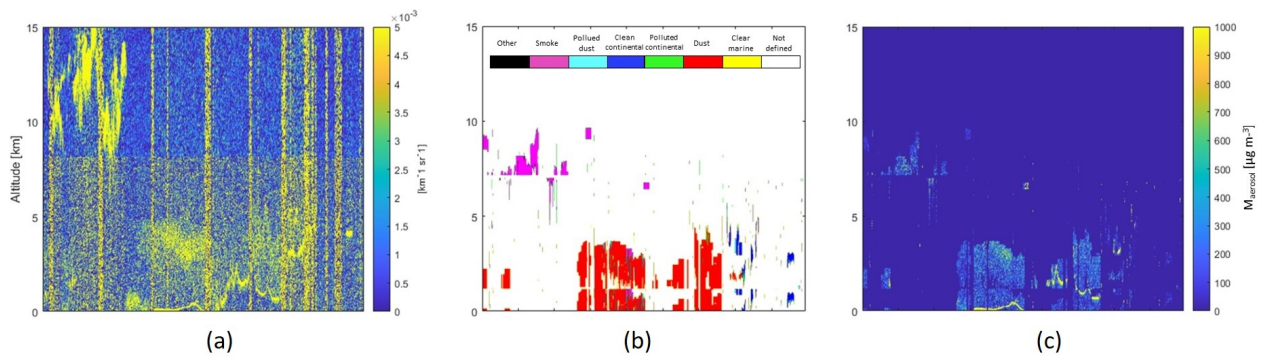 ×10⁻³
15
10
5
0
Altitude [km]
5
4.5
4
3.5
3
2.5
2
1.5
1
0.5
0
[km⁻1 sr⁻1]
(a)
15
10
5
0
Other
Smoke
Pollued dust
Clean continental
Polluted continental
Dust
Clear marine
Not defined
(b)
15
10
5
0
1000
900
800
700
600
500
400
300
200
100
0
Maerosol [µg m-³]
(c)